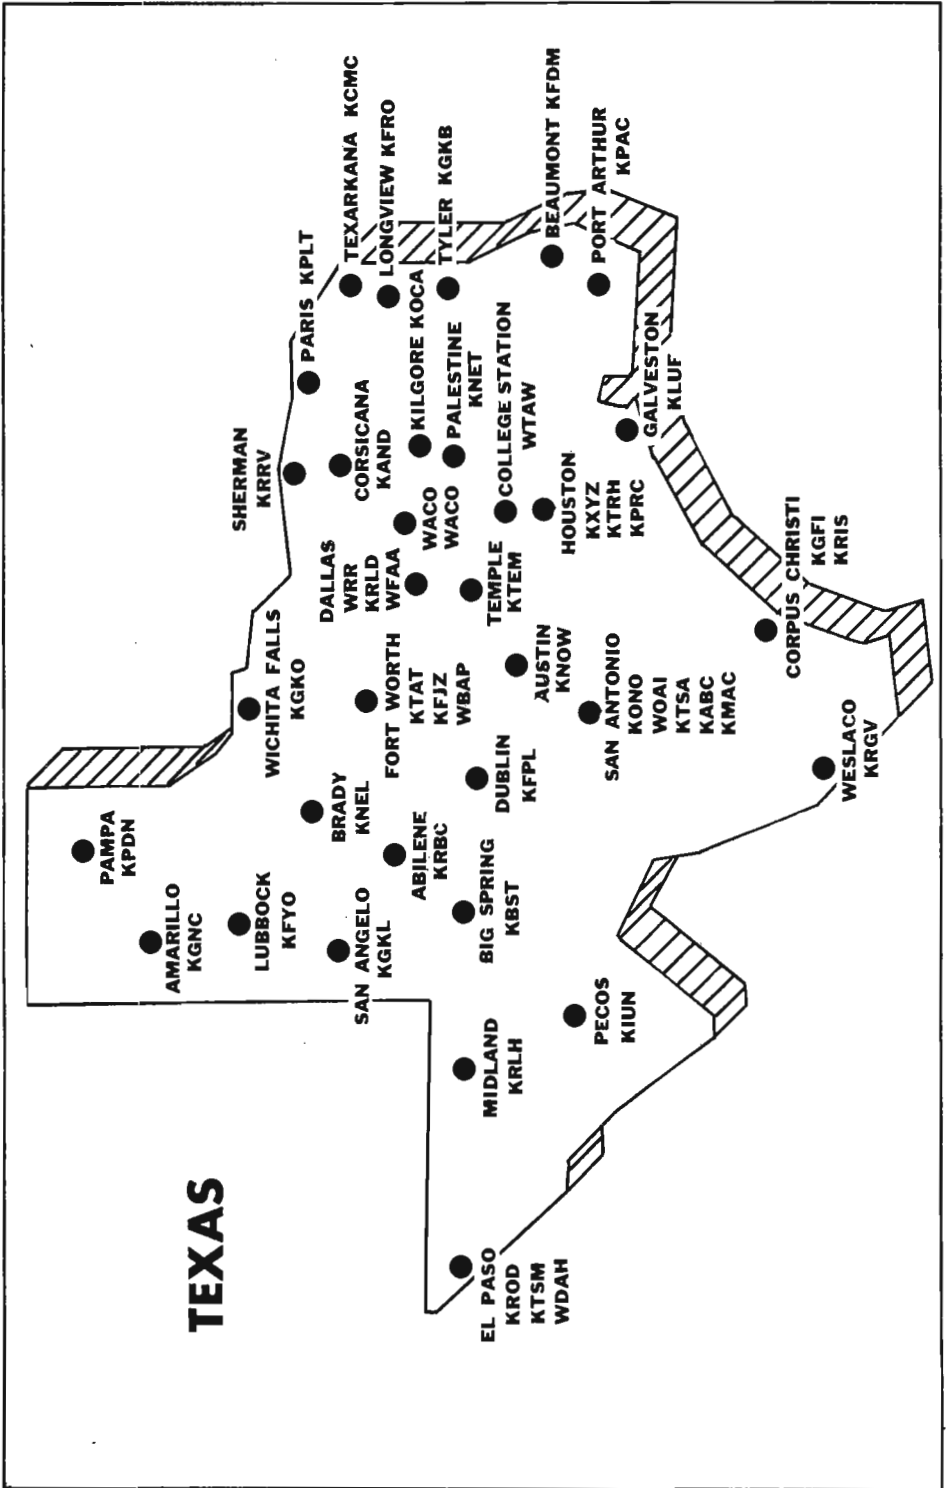 TEXAS
PAMPA
KPDN
AMARILLO
KGNC
LUBBOCK
KFYO
SAN ANGELO
KGKL
WICHITA FALLS
KGKO
BRADY
KNEL
ABILENE
KRBC
BIG SPRING
KBST
MIDLAND
KRLH
PECOS
KIUN
EL PASO
KROD
KTSM
WDAH
SHERMAN
KRRV
PARIS KPLT
TEXARKANA KCMC
LONGVIEW KFRO
TYLER KGKB
CORSICANA
KAND
KILGORE KOCA
PALESTINE
KNET
DALLAS
WRR
KRLD
WFAA
WACO
WACO
FORT WORTH
KTAT
KFJZ
WBAP
DUBLIN
KFPL
TEMPLE
KTEM
COLLEGE STATION
WTAW
AUSTIN
KNOW
HOUSTON
KXYZ
KTRH
KPRC
BEAUMONT KFDM
PORT ARTHUR
KPAC
GALVESTON
KLUF
SAN ANTONIO
KONO
WOAI
KTSA
KABC
KMAC
CORPUS CHRISTI
KGFI
KRIS
WESLACO
KRGV